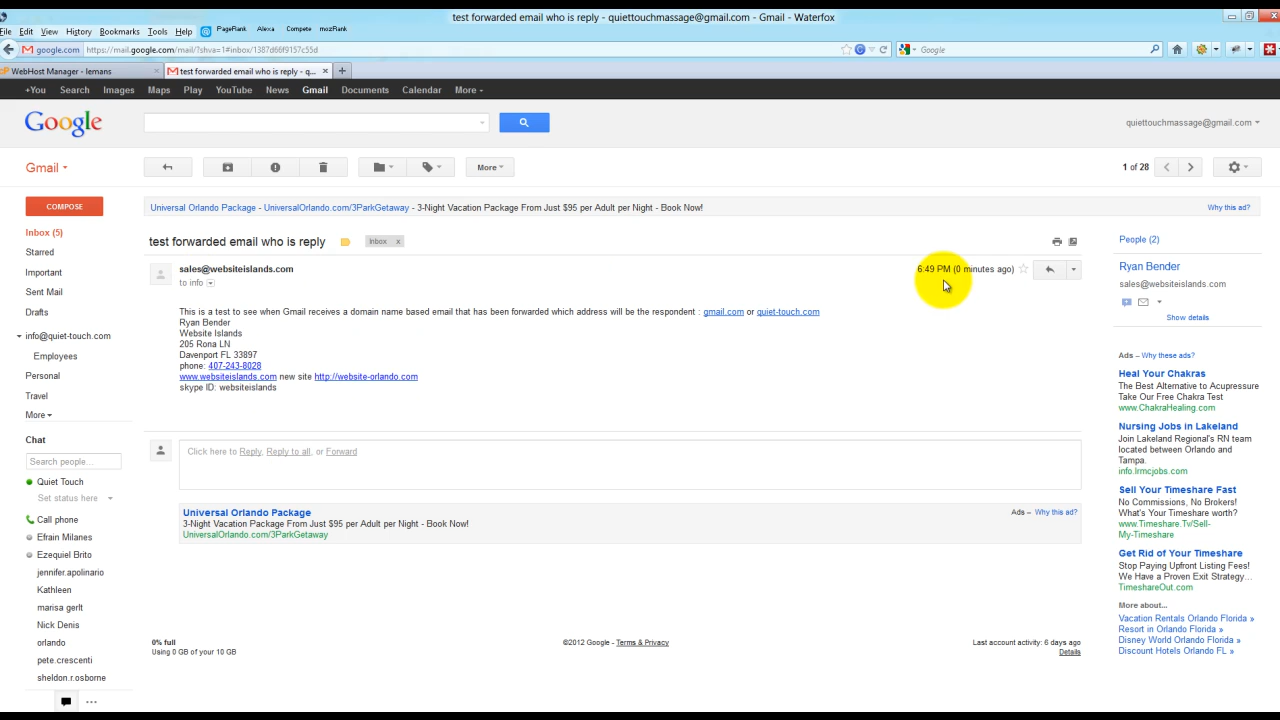 test forwarded email who is reply - quiettouchmassage@gmail.com - Gmail - Waterfox
File Edit View History Bookmarks Tools Help PageRank Alexa Compete mozRank
google.com https://mail.google.com/mail/?shva=1#inbox/1387d66f9157c55d Google
WebHost Manager - lemans test forwarded email who is reply - q...
+You Search Images Maps Play YouTube News Gmail Documents Calendar More
Google
quiettouchmassage@gmail.com
Gmail More 1 of 28
COMPOSE
Inbox (5)
Starred
Important
Sent Mail
Drafts
info@quiet-touch.com
Employees
Personal
Travel
More
Chat
Search people...
Quiet Touch
Set status here
Call phone
Efrain Milanes
Ezequiel Brito
jennifer.apolinario
Kathleen
marisa gerlt
Nick Denis
orlando
pete.crescenti
sheldon.r.osborne
Universal Orlando Package - UniversalOrlando.com/3ParkGetaway - 3-Night Vacation Package From Just $95 per Adult per Night - Book Now! Why this ad?
test forwarded email who is reply Inbox x
sales@websiteislands.com 6:49 PM (0 minutes ago)
to info
This is a test to see when Gmail receives a domain name based email that has been forwarded which address will be the respondent : gmail.com or quiet-touch.com
Ryan Bender
Website Islands
205 Rona LN
Davenport FL 33897
phone: 407-243-8028
www.websiteislands.com new site http://website-orlando.com
skype ID: websiteislands
Click here to Reply, Reply to all, or Forward
Universal Orlando Package Ads – Why this ad?
3-Night Vacation Package From Just $95 per Adult per Night - Book Now!
UniversalOrlando.com/3ParkGetaway
0% full
Using 0 GB of your 10 GB
©2012 Google - Terms & Privacy
Last account activity: 6 days ago
Details
People (2)
Ryan Bender
sales@websiteislands.com
Show details
Ads – Why these ads?
Heal Your Chakras
The Best Alternative to Acupressure
Take Our Free Chakra Test
www.ChakraHealing.com
Nursing Jobs in Lakeland
Join Lakeland Regional's RN team
located between Orlando and
Tampa.
info.lrmcjobs.com
Sell Your Timeshare Fast
No Commissions, No Brokers!
What's Your Timeshare worth?
www.Timeshare.Tv/Sell-
My-Timeshare
Get Rid of Your Timeshare
Stop Paying Upfront Listing Fees!
We Have a Proven Exit Strategy...
TimeshareOut.com
More about...
Vacation Rentals Orlando Florida »
Resort in Orlando Florida »
Disney World Orlando Florida »
Discount Hotels Orlando FL »